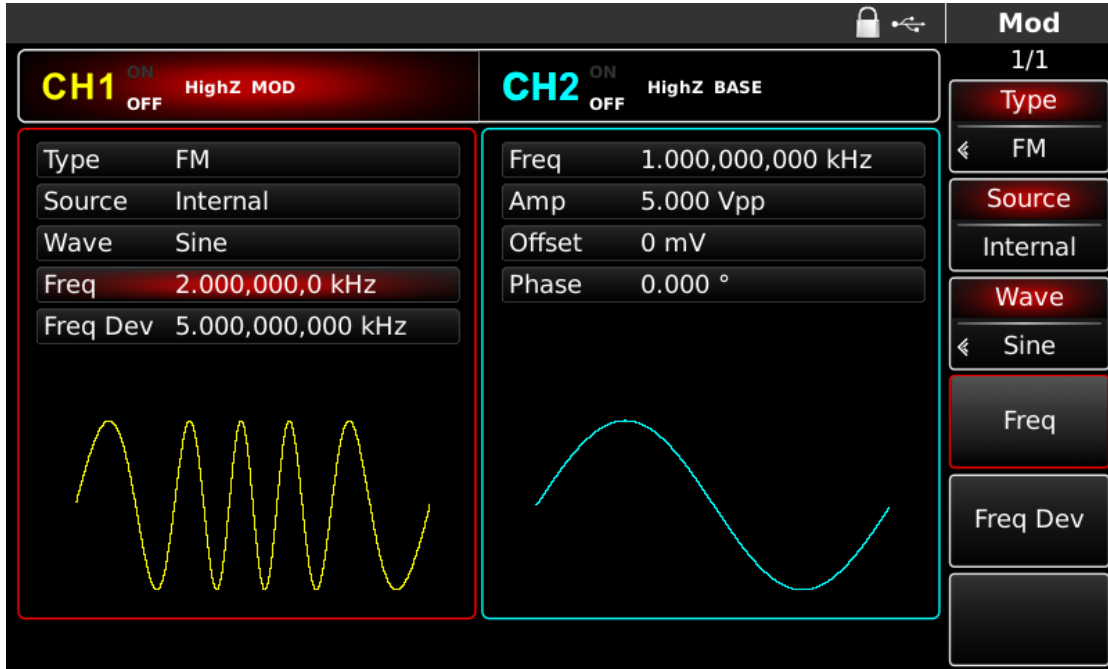 Mod
1/1
CH1 ON OFF HighZ MOD
CH2 ON OFF HighZ BASE
Type FM
Source Internal
Wave Sine
Freq 2.000,000,0 kHz
Freq Dev 5.000,000,000 kHz
Freq 1.000,000,000 kHz
Amp 5.000 Vpp
Offset 0 mV
Phase 0.000 °
Type
FM
Source
Internal
Wave
Sine
Freq
Freq Dev